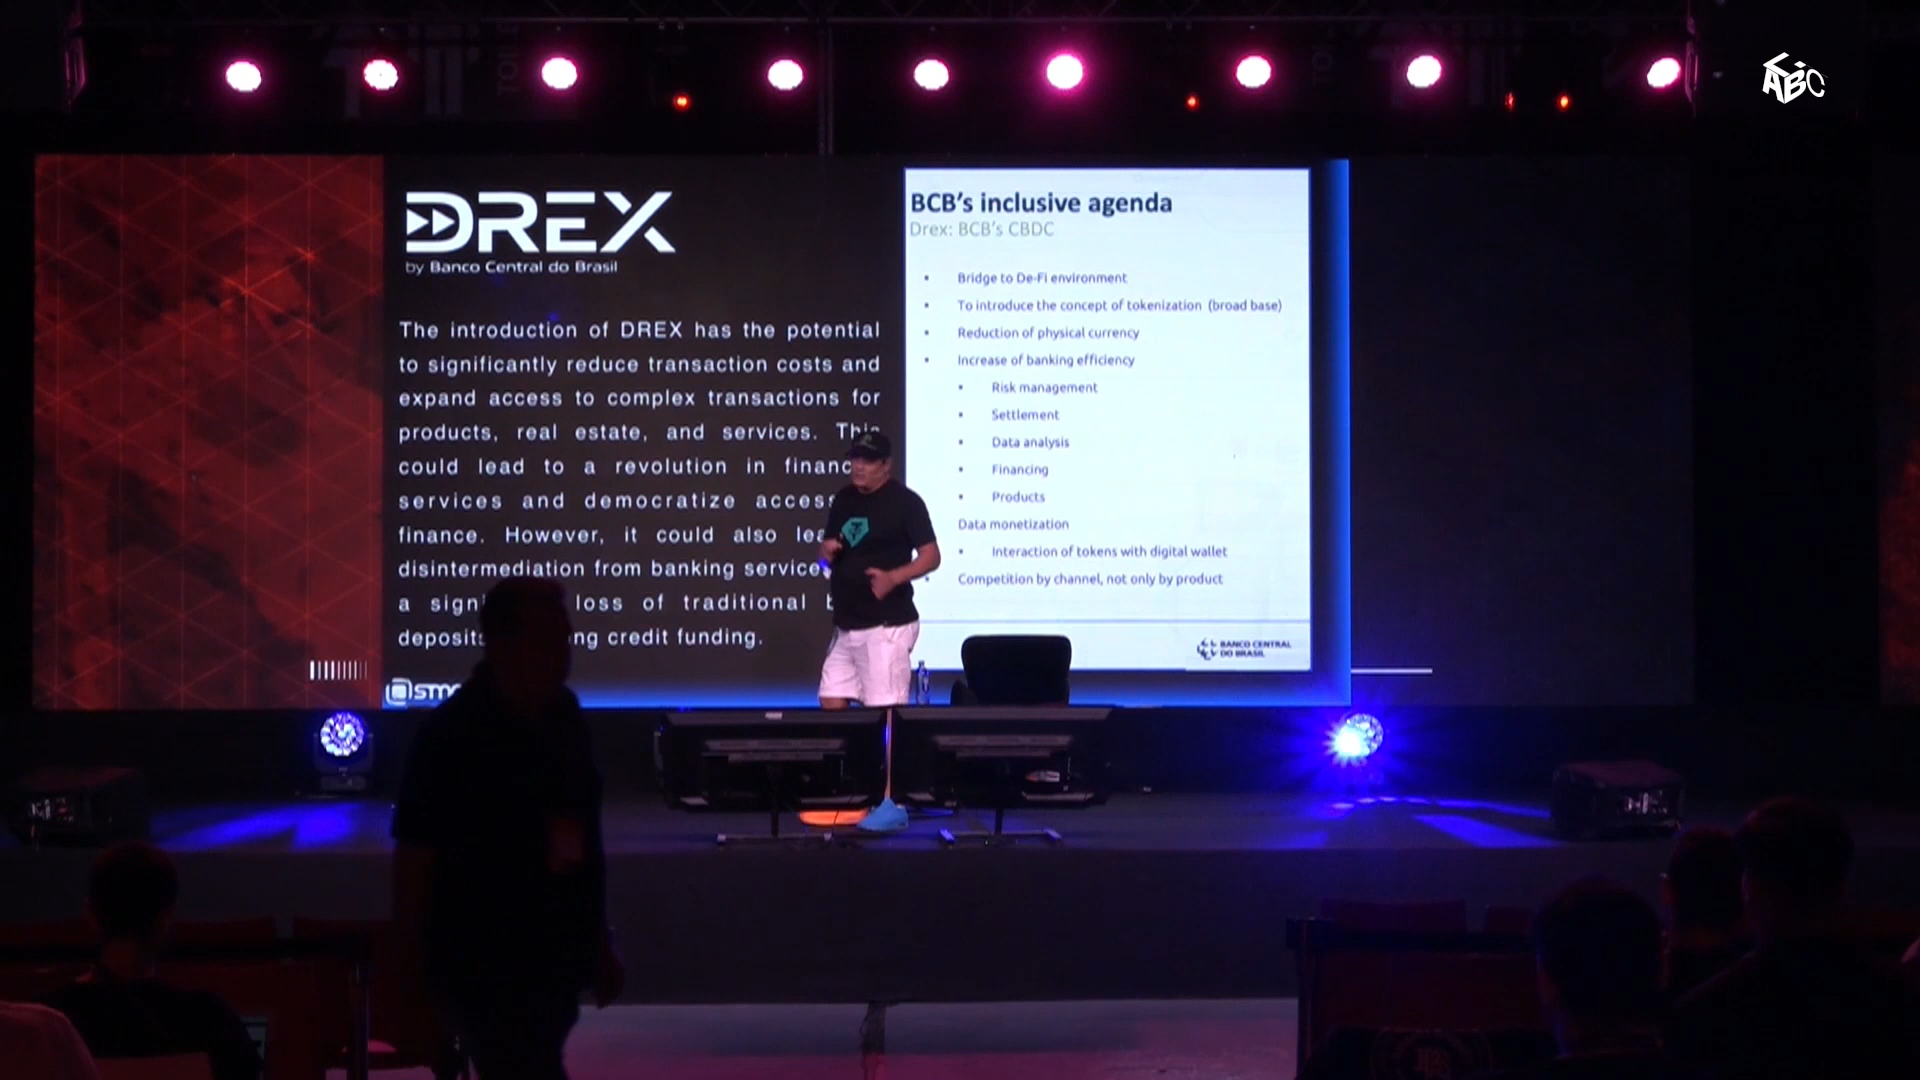 ABC
DREX
by Banco Central do Brasil
The introduction of DREX has the potential
to significantly reduce transaction costs and
expand access to complex transactions for
products, real estate, and services.
could lead to a revolution in
services and democratize
finance. However, it could also
disintermediation from banking
a loss of traditional
credit funding.
BCB's inclusive agenda
Drex: BCB's CBDC
▪ Bridge to De-Fi environment
▪ To introduce the concept of tokenization (broad base)
▪ Reduction of physical currency
▪ Increase of banking efficiency
▪ Risk management
▪ Settlement
▪ Data analysis
▪ Financing
▪ Products
Data monetization
▪ Interaction of tokens with digital wallet
▪ Competition by channel, not only by product
BANCO CENTRAL
DO BRASIL